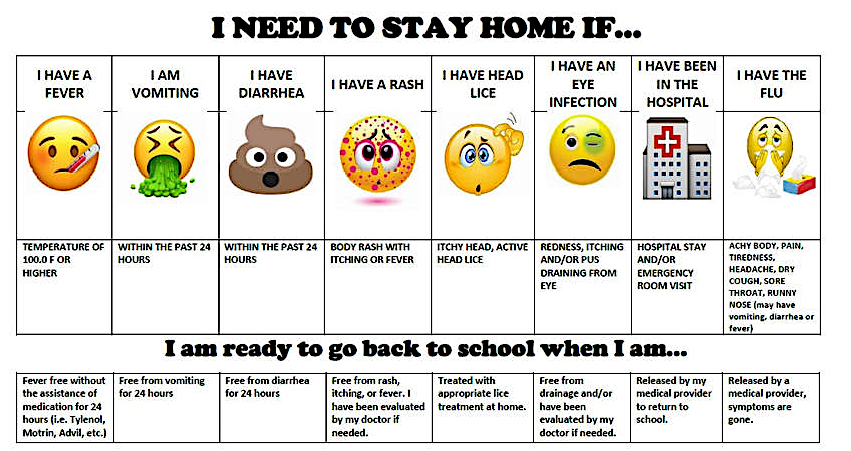 I NEED TO STAY HOME IF...
I HAVE A
FEVER
I AM
VOMITING
I HAVE
DIARRHEA
I HAVE A RASH
I HAVE HEAD
LICE
I HAVE AN
EYE
INFECTION
I HAVE BEEN
IN THE
HOSPITAL
I HAVE THE
FLU
TEMPERATURE OF
100.0 F OR
HIGHER
WITHIN THE PAST 24
HOURS
WITHIN THE PAST 24
HOURS
BODY RASH WITH
ITCHING OR FEVER
ITCHY HEAD, ACTIVE
HEAD LICE
REDNESS, ITCHING
AND/OR PUS
DRAINING FROM
EYE
HOSPITAL STAY
AND/OR
EMERGENCY
ROOM VISIT
ACHY BODY, PAIN,
TIREDNESS,
HEADACHE, DRY
COUGH, SORE
THROAT, RUNNY
NOSE (may have
vomiting, diarrhea or
fever)
I am ready to go back to school when I am...
Fever free without
the assistance of
medication for 24
hours (i.e. Tylenol,
Motrin, Advil, etc.)
Free from vomiting
for 24 hours
Free from diarrhea
for 24 hours
Free from rash,
itching, or fever. I
have been evaluated
by my doctor if
needed.
Treated with
appropriate lice
treatment at home.
Free from
drainage and/or
have been
evaluated by my
doctor if needed.
Released by my
medical provider
to return to
school.
Released by a
medical provider,
symptoms are
gone.